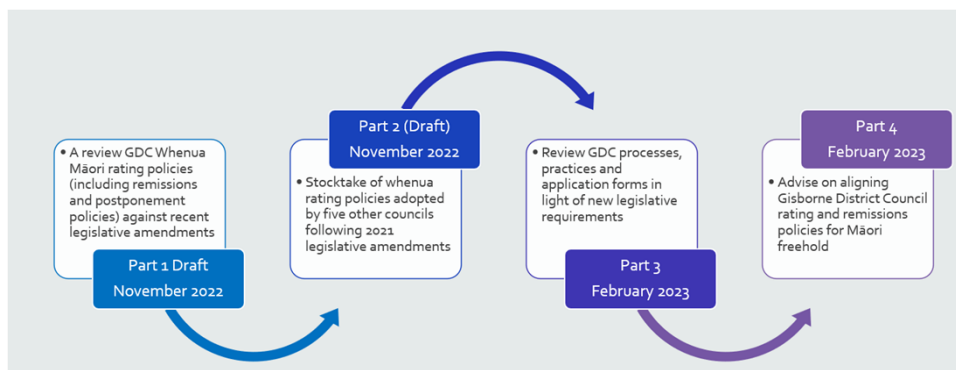 • A review GDC Whenua
Māori rating policies
(including remissions
and postponement
policies) against recent
legislative amendments
Part 1 Draft
November 2022
Part 2 (Draft)
November 2022
• Stocktake of whenua
rating policies adopted
by five other councils
following 2021
legislative amendments
• Review GDC processes,
practices and
application forms in
light of new legislative
requirements
Part 3
February 2023
Part 4
February 2023
• Advise on aligning
Gisborne District Council
rating and remissions
policies for Māori
freehold